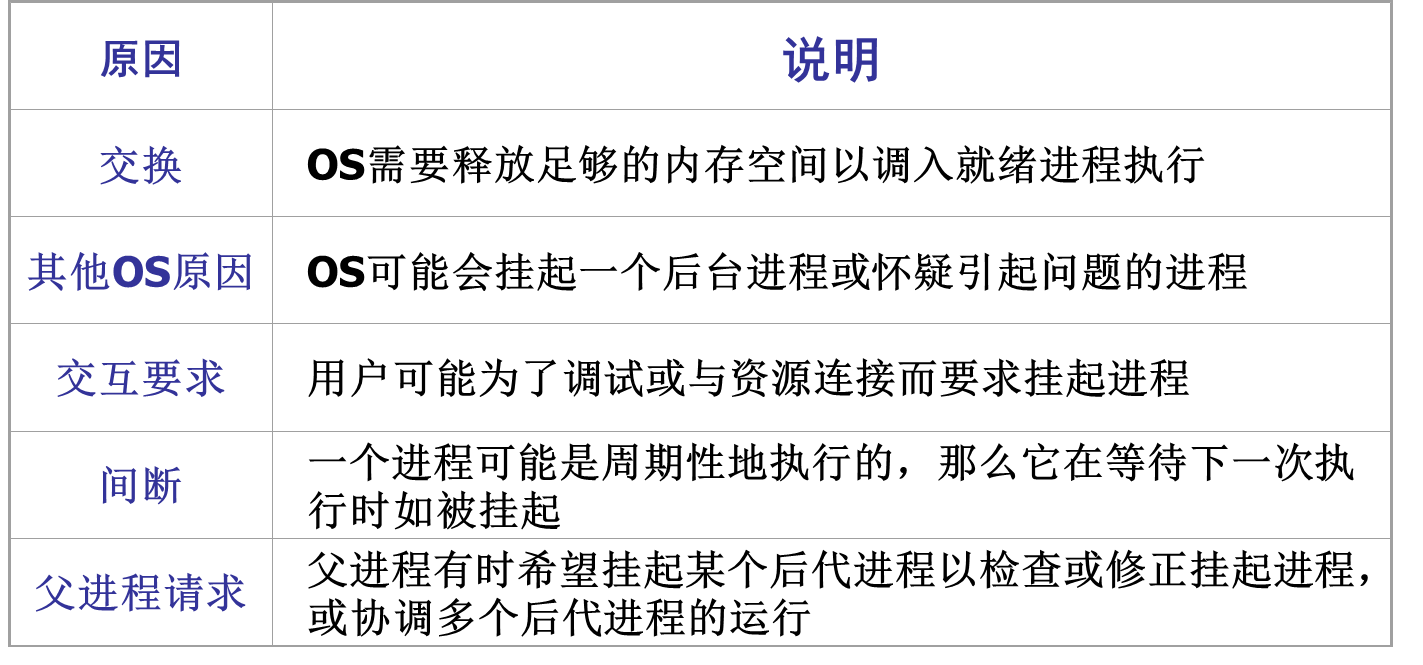 原因
说明
交换
OS需要释放足够的内存空间以调入就绪进程执行
其他OS原因
OS可能会挂起一个后台进程或怀疑引起问题的进程
交互要求
用户可能为了调试或与资源连接而要求挂起进程
间断
一个进程可能是周期性地执行的，那么它在等待下一次执
行时如被挂起
父进程请求
父进程有时希望挂起某个后代进程以检查或修正挂起进程，
或协调多个后代进程的运行